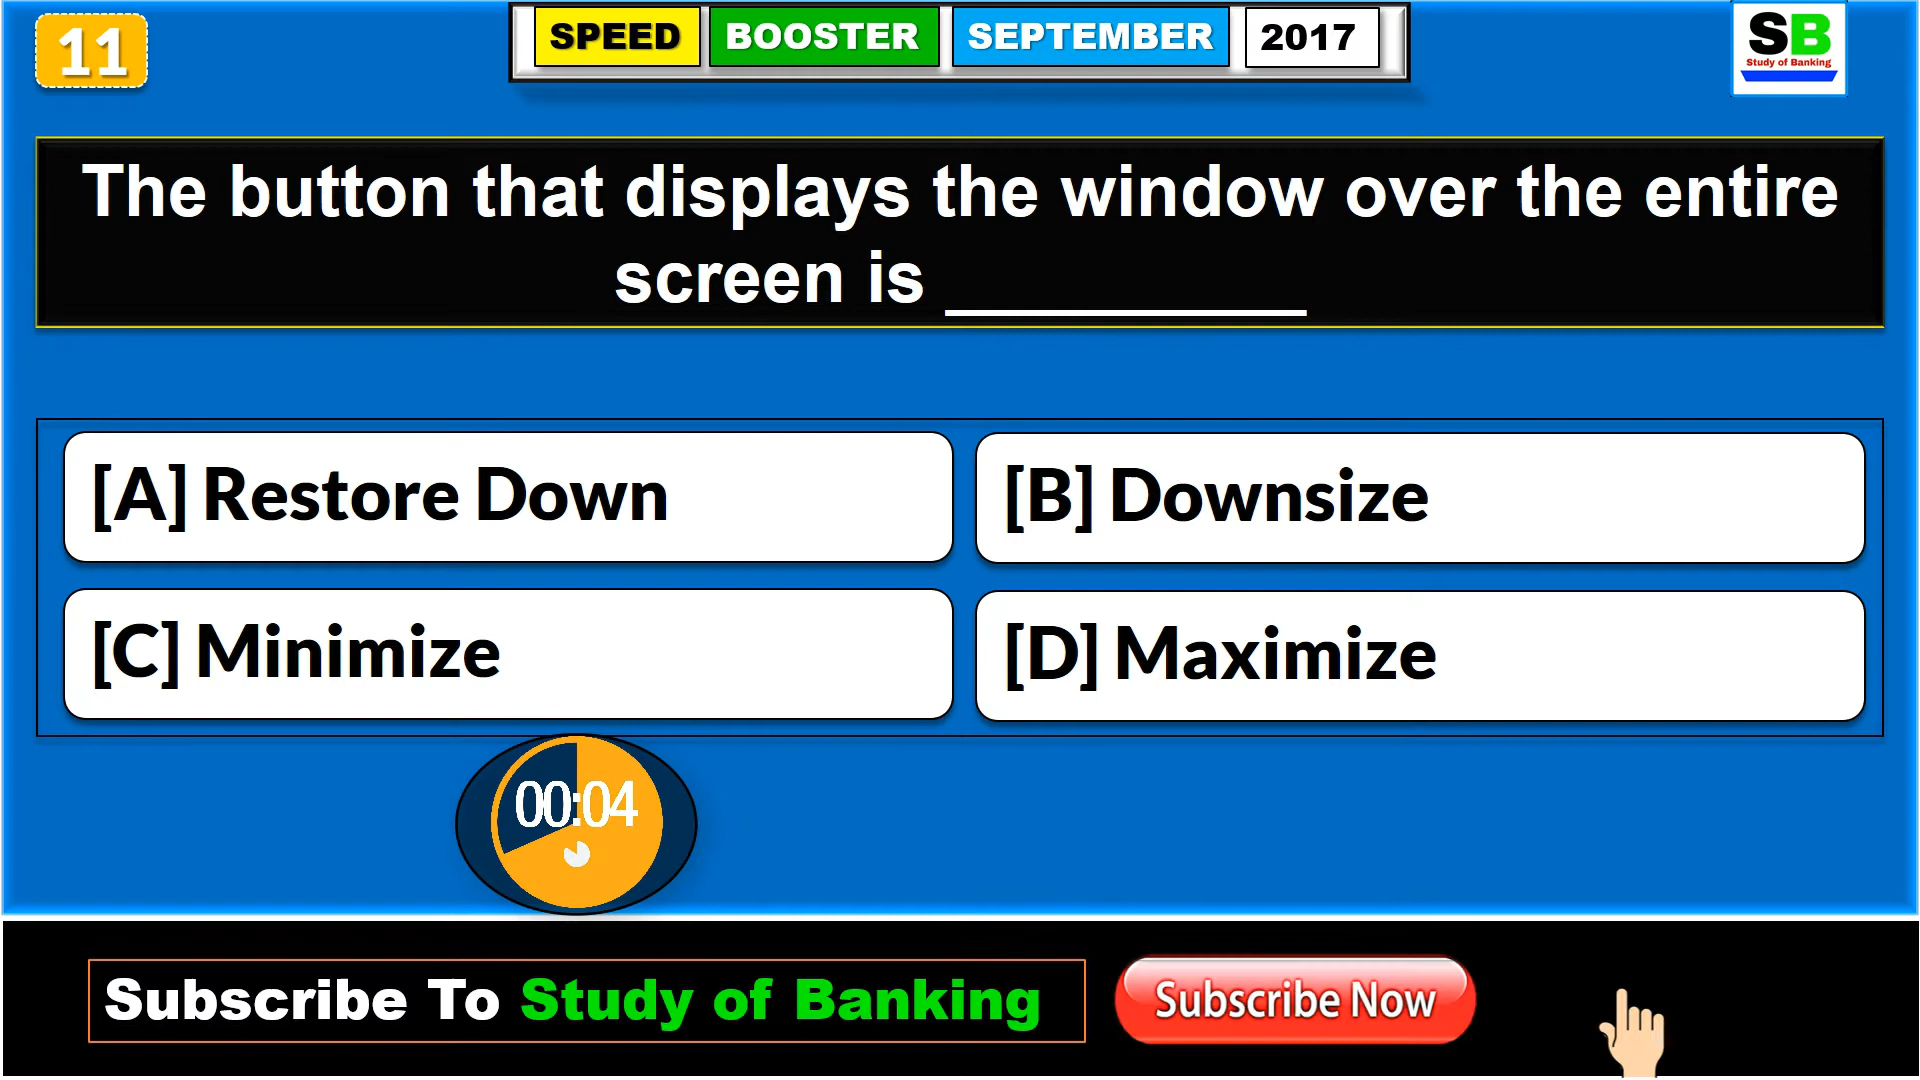 11
SPEED BOOSTER SEPTEMBER 2017
SB
Study of Banking
The button that displays the window over the entire
screen is __________
[A] Restore Down
[B] Downsize
[C] Minimize
[D] Maximize
00:04
Subscribe To Study of Banking
Subscribe Now